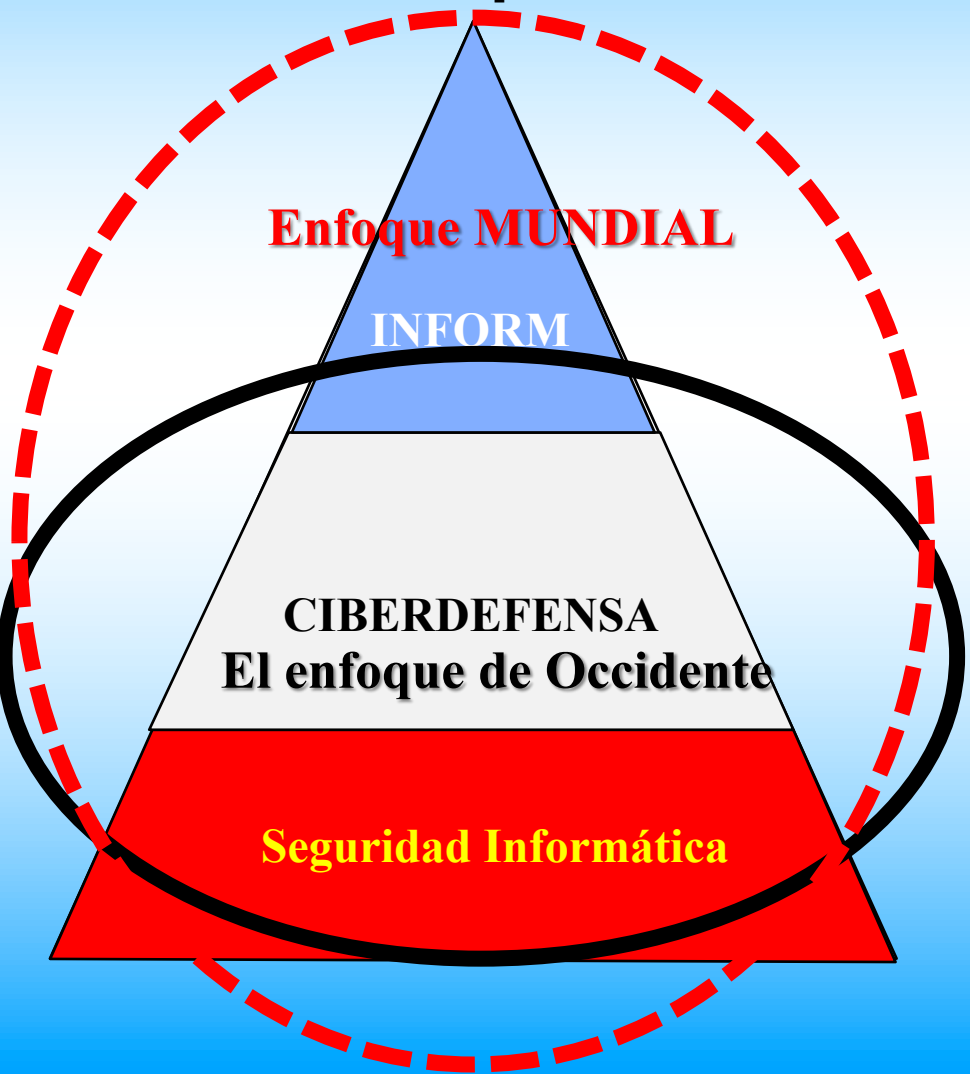 Enfoque MUNDIAL
INFORM
CIBERDEFENSA
El enfoque de Occidente
Seguridad Informática